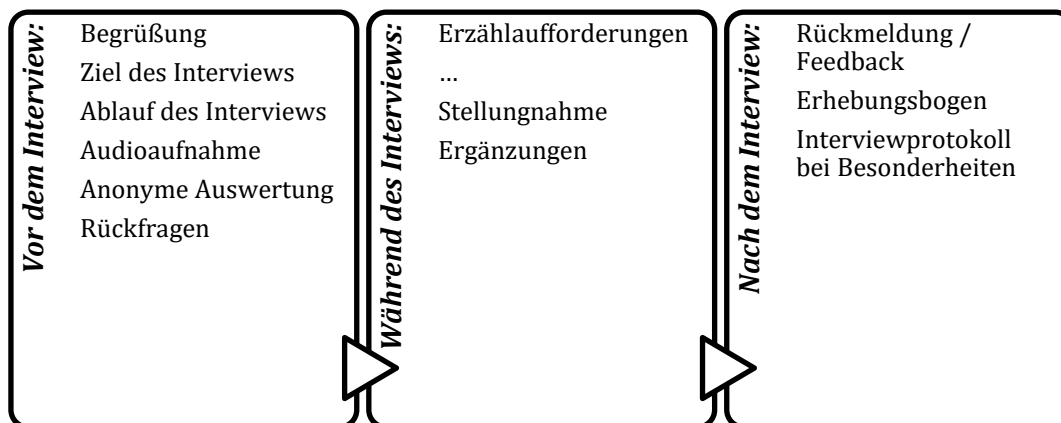 Vor dem Interview:
Begrüßung
Ziel des Interviews
Ablauf des Interviews
Audioaufnahme
Anonyme Auswertung
Rückfragen
Während des Interviews:
Erzählaufforderungen
...
Stellungnahme
Ergänzungen
Nach dem Interview:
Rückmeldung /
Feedback
Erhebungsbogen
Interviewprotokoll
bei Besonderheiten